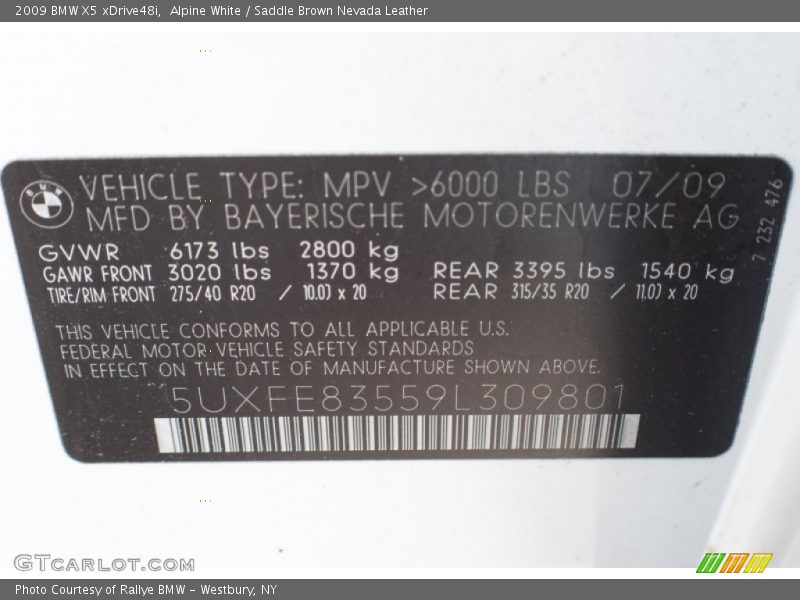 2009 BMW X5 xDrive48i,  Alpine White / Saddle Brown Nevada Leather
BMW
VEHICLE TYPE: MPV >6000 LBS 07/09
MFD BY BAYERISCHE MOTORENWERKE AG
7 232 476
GVWR 6173 lbs 2800 kg
GAWR FRONT 3020 lbs 1370 kg REAR 3395 lbs 1540 kg
TIRE/RIM FRONT 275/40 R20 / 10.0J x 20 REAR 315/35 R20 / 11.0J x 20
THIS VEHICLE CONFORMS TO ALL APPLICABLE U.S.
FEDERAL MOTOR VEHICLE SAFETY STANDARDS
IN EFFECT ON THE DATE OF MANUFACTURE SHOWN ABOVE.
5UXFE83559L309801
GTCARLOT.COM
Photo Courtesy of Rallye BMW - Westbury, NY